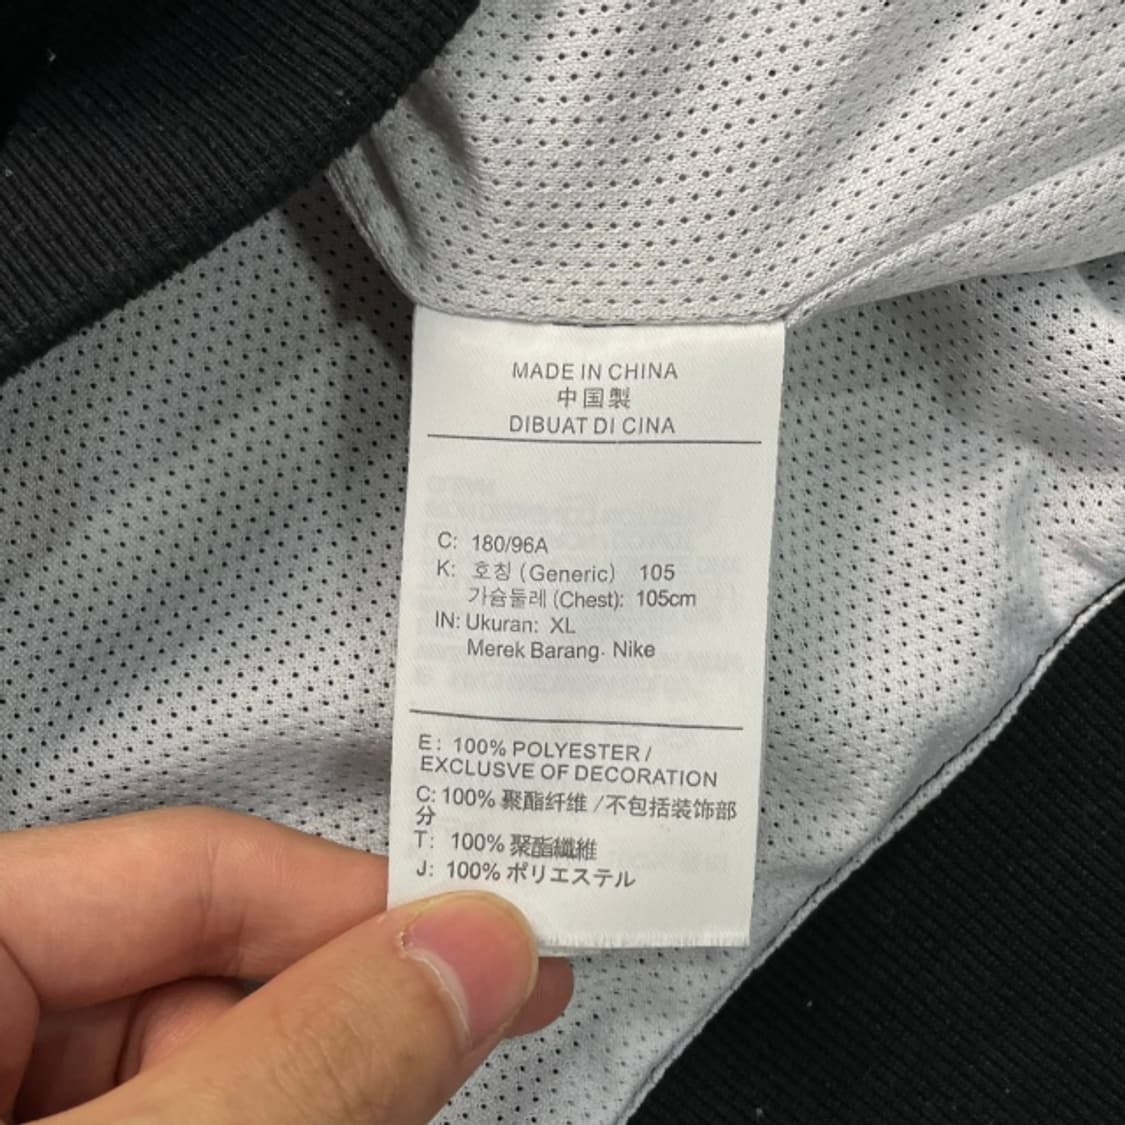 MADE IN CHINA
中国製
DIBUAT DI CINA
C: 180/96A
K: 호칭 (Generic) 105
가슴둘레 (Chest): 105cm
IN: Ukuran: XL
Merek Barang. Nike
E: 100% POLYESTER /
EXCLUSVE OF DECORATION
C: 100% 聚酯纤维 /不包括装饰部
分
T: 100% 聚酯纖維
J: 100% ポリエステル